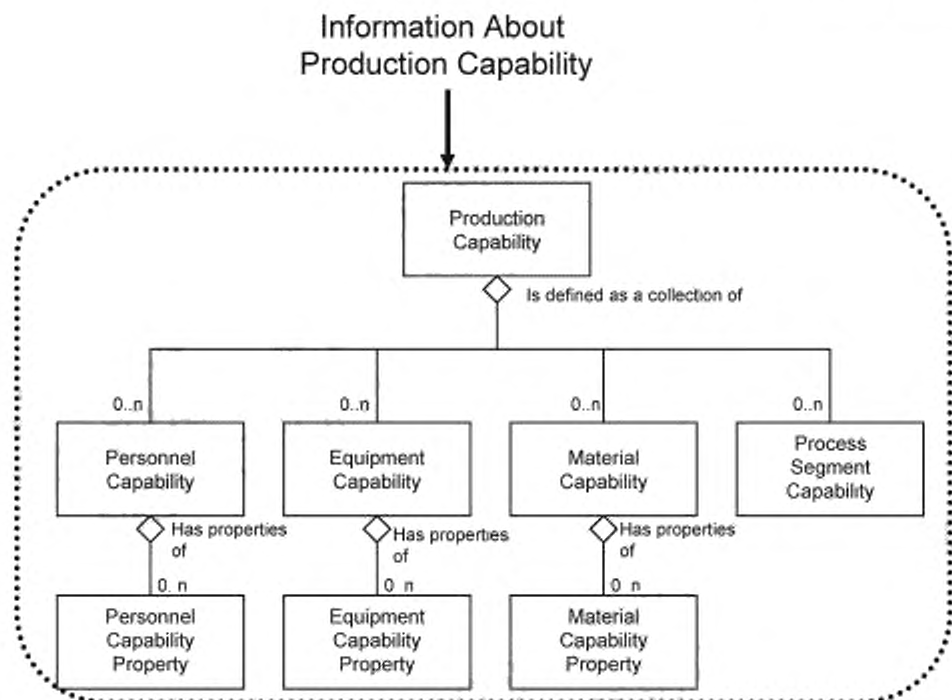 Information About
Production Capability
Production
Capability
Is defined as a collection of
0..n
0..n
0..n
0..n
Personnel
Capability
Equipment
Capability
Material
Capability
Process
Segment
Capability
Has properties
of
Has properties
of
Has properties
of
0. n
0 n
0 n
Personnel
Capability
Property
Equipment
Capability
Property
Material
Capability
Property